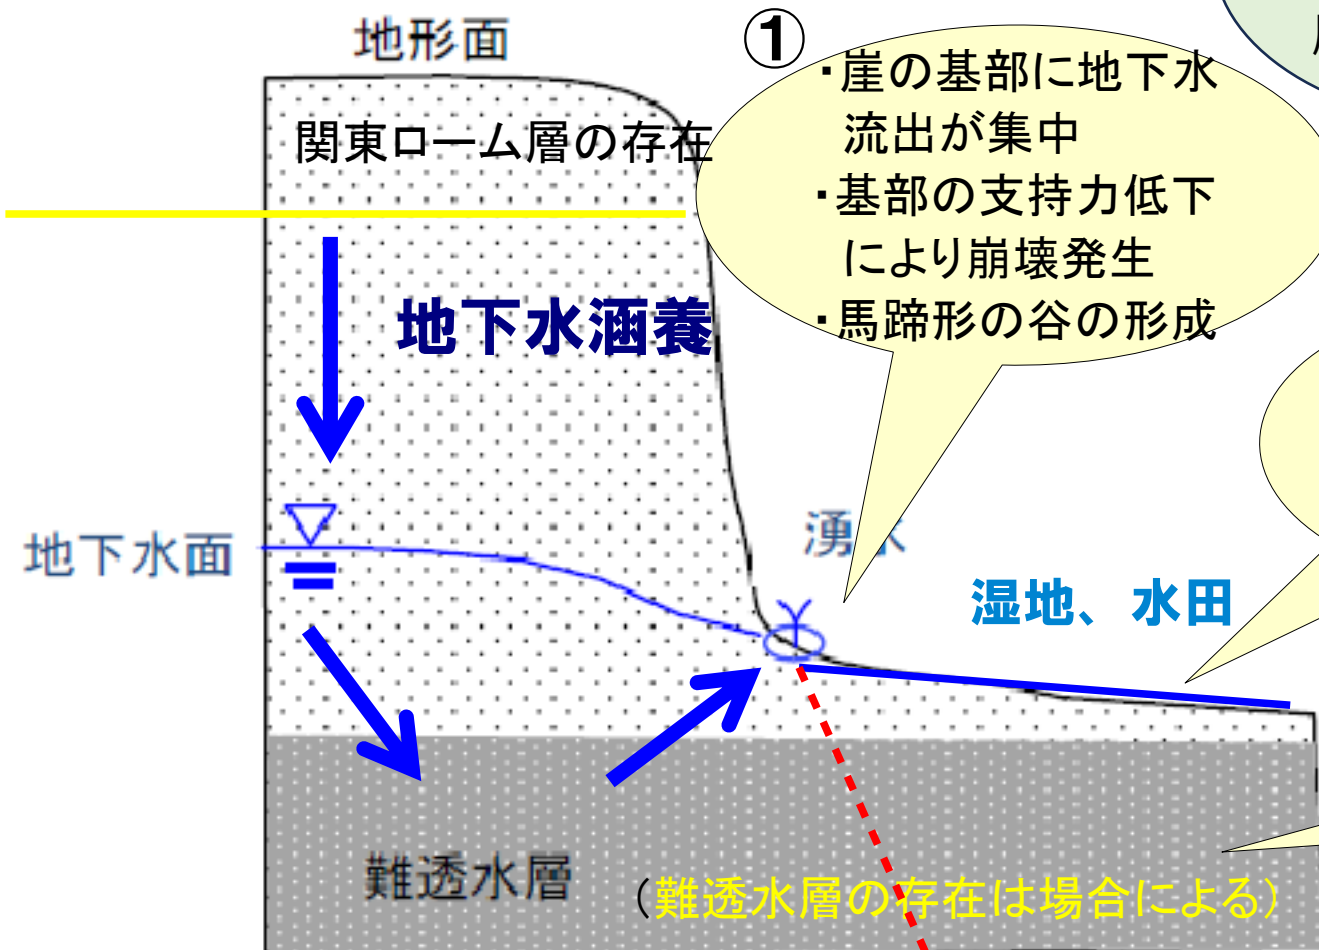 地形面
①
・崖の基部に地下水
流出が集中
・基部の支持力低下
により崩壊発生
・馬蹄形の谷の形成
関東ローム層の存在
地下水涵養
地下水面
湧水
湿地、水田
難透水層
(難透水層の存在は場合による)